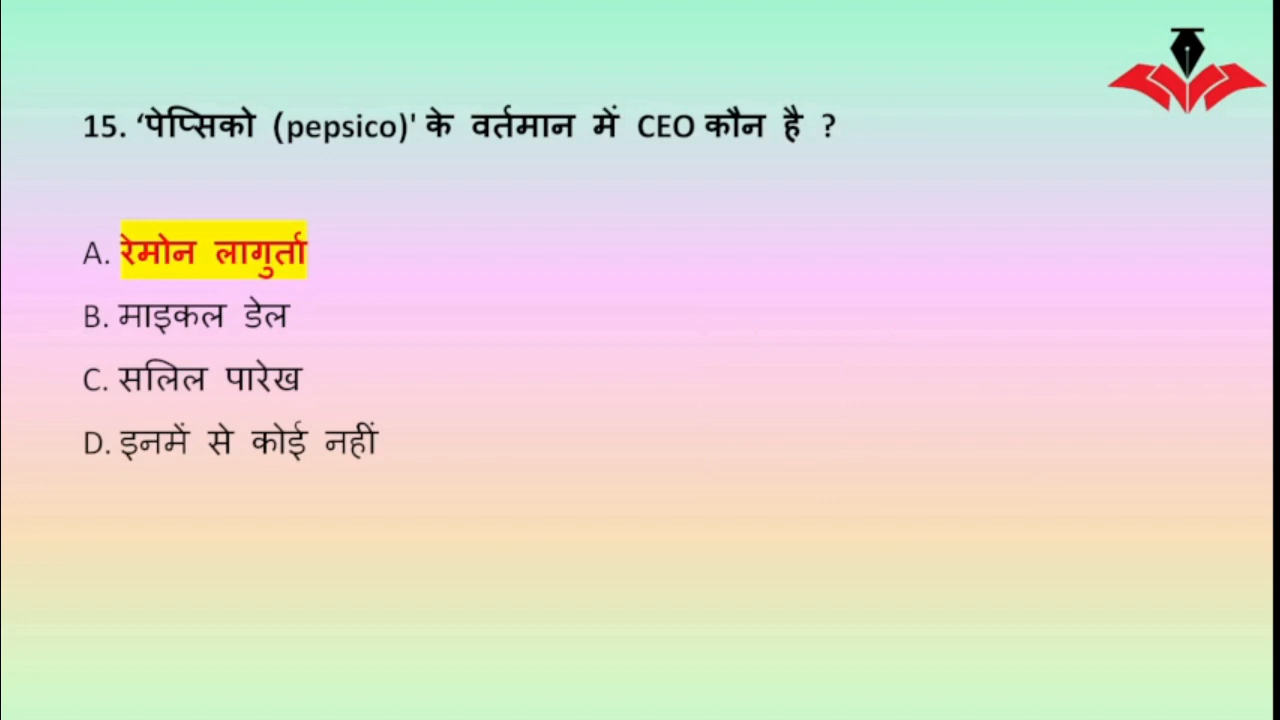 15. ‘पेप्सिको (pepsico)' के वर्तमान में CEO कौन है ?
A. रेमोन लागुर्ता
B. माइकल डेल
C. सलिल पारेख
D. इनमें से कोई नहीं